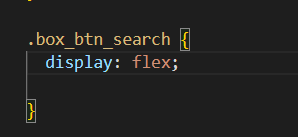 .box_btn_search {
display: flex;
}